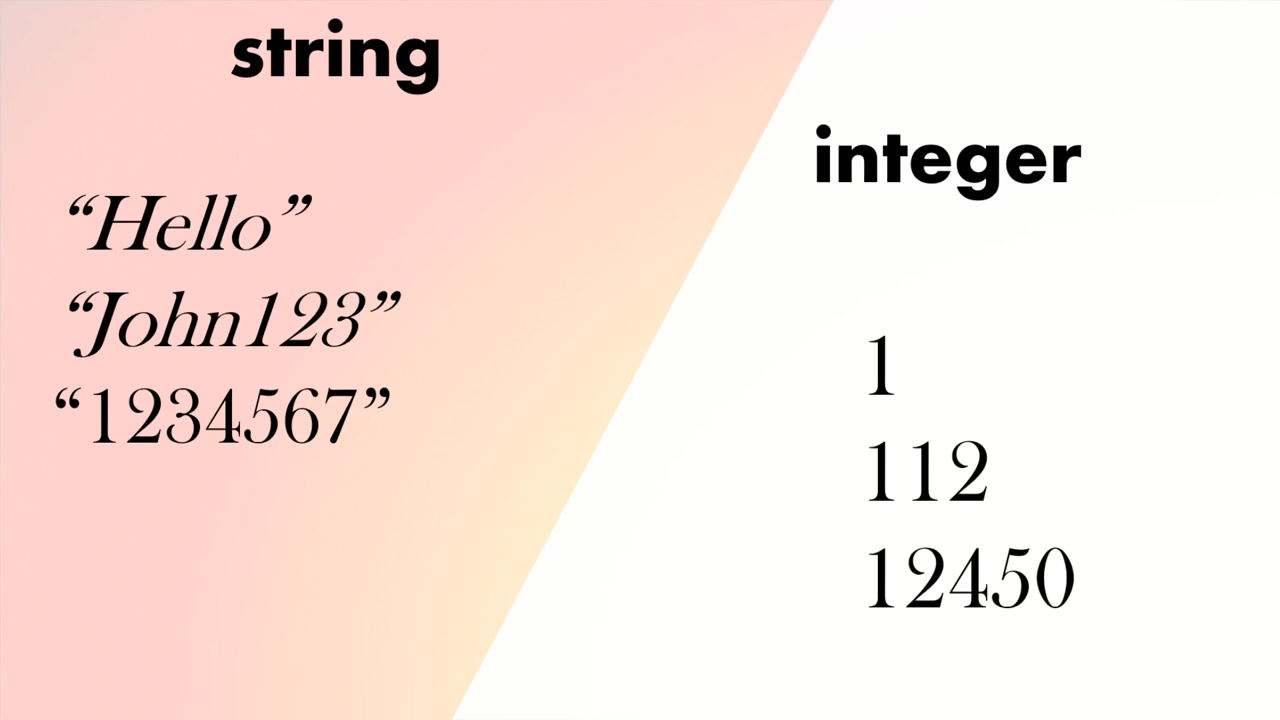 string
“Hello”
“John123”
“1234567”
integer
1
112
12450